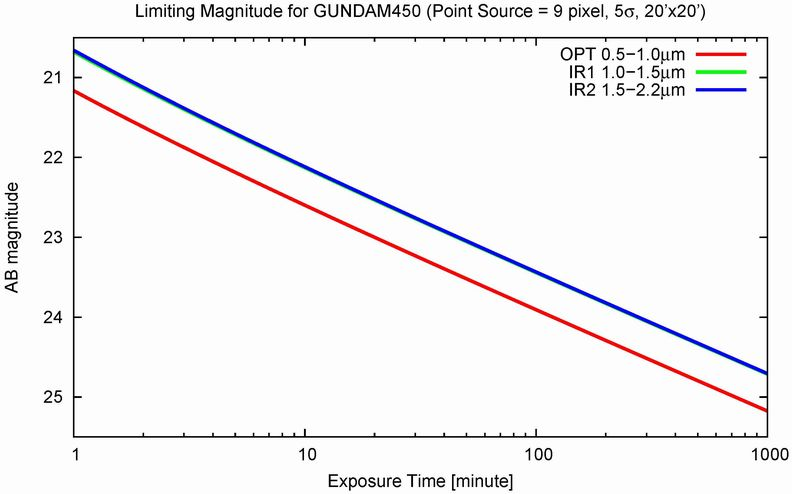 Limiting Magnitude for GUNDAM450 (Point Source = 9 pixel, 5σ, 20'x20')
OPT 0.5−1.0μm
IR1 1.0−1.5μm
IR2 1.5−2.2μm
21
22
23
24
25
AB magnitude
1 10 100 1000
Exposure Time [minute]